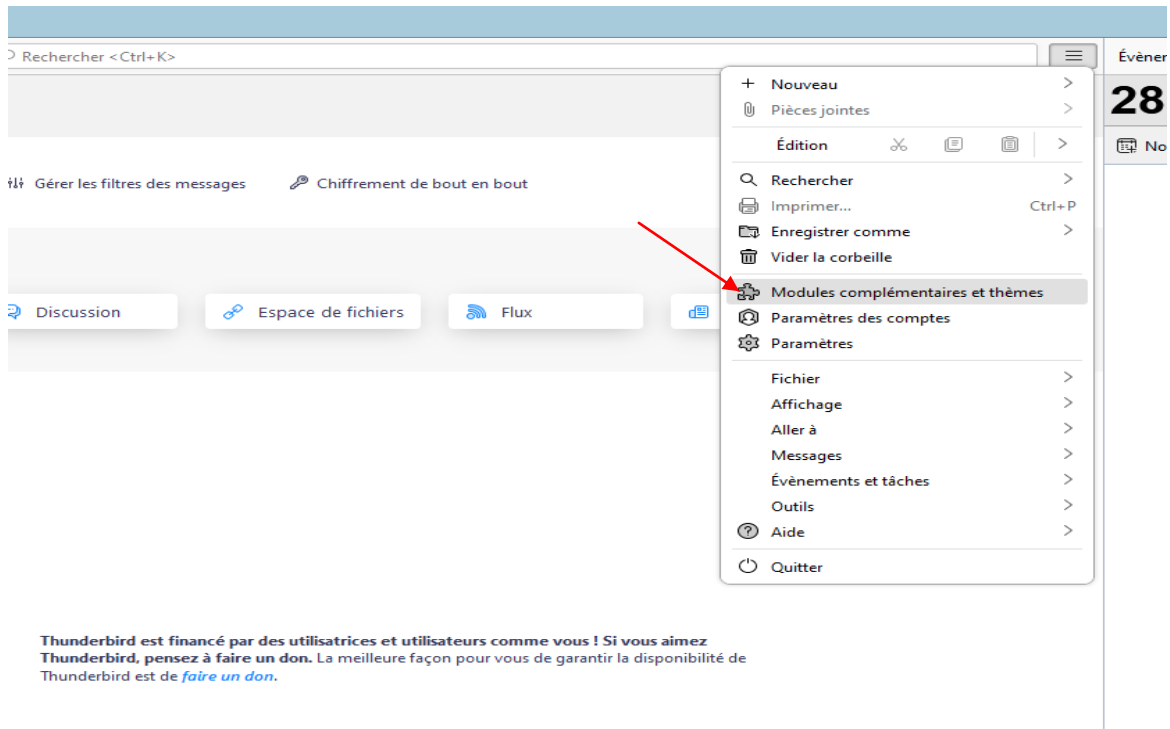 Rechercher <Ctrl+K>
Évèner
28
No
Gérer les filtres des messages
Chiffrement de bout en bout
Discussion
Espace de fichiers
Flux
Nouveau
Pièces jointes
Édition
Rechercher
Imprimer... Ctrl+P
Enregistrer comme
Vider la corbeille
Modules complémentaires et thèmes
Paramètres des comptes
Paramètres
Fichier
Affichage
Aller à
Messages
Évènements et tâches
Outils
Aide
Quitter
Thunderbird est financé par des utilisatrices et utilisateurs comme vous ! Si vous aimez
Thunderbird, pensez à faire un don. La meilleure façon pour vous de garantir la disponibilité de
Thunderbird est de faire un don.